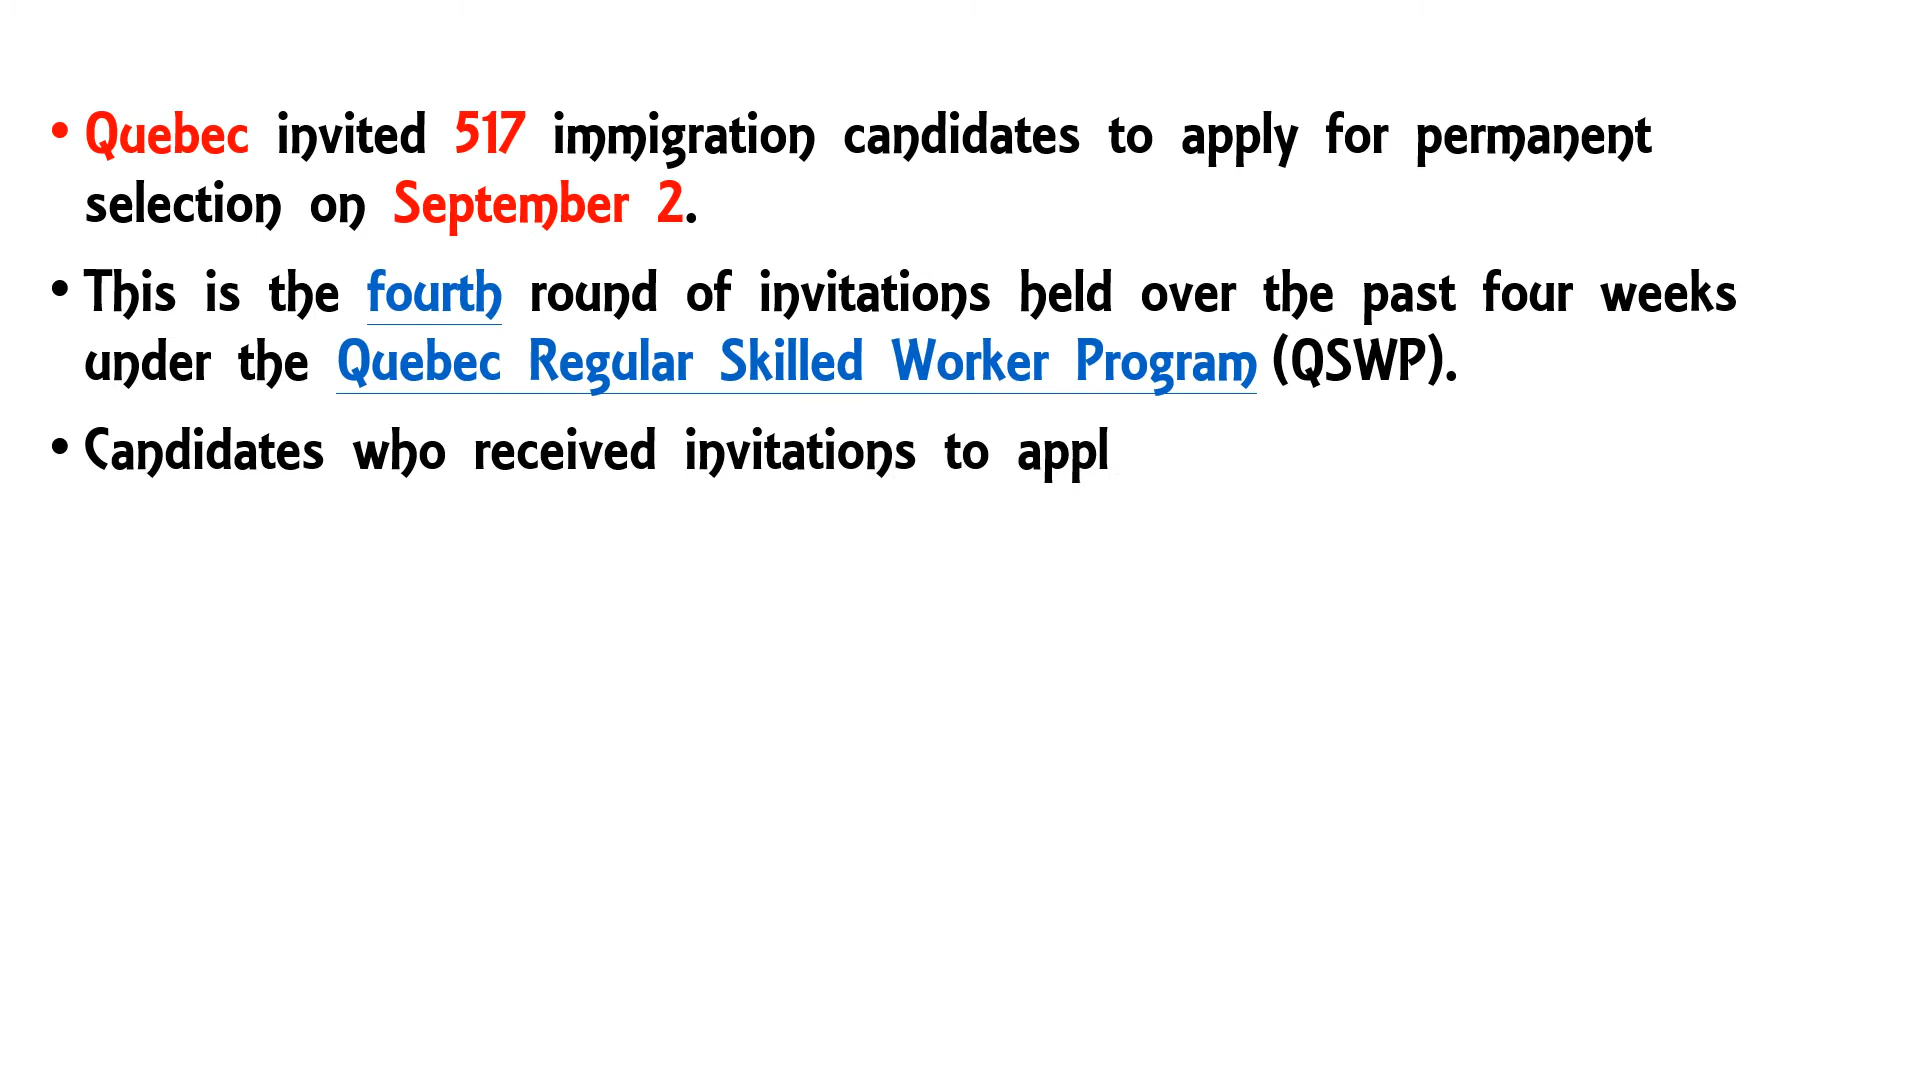 • Quebec invited 517 immigration candidates to apply for permanent
selection on September 2.
• This is the fourth round of invitations held over the past four weeks
under the Quebec Regular Skilled Worker Program (QSWP).
• Candidates who received invitations to appl